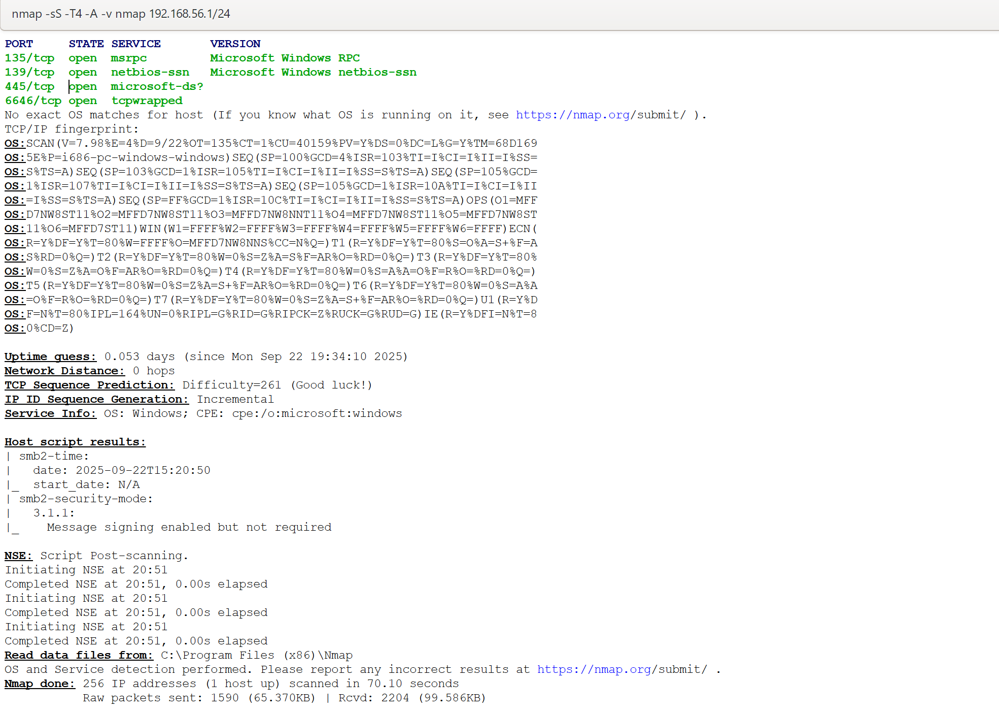 nmap -sS -T4 -A -v nmap 192.168.56.1/24
PORT     STATE SERVICE       VERSION
135/tcp  open  msrpc         Microsoft Windows RPC
139/tcp  open  netbios-ssn   Microsoft Windows netbios-ssn
445/tcp  open  microsoft-ds?
6646/tcp open  tcpwrapped
No exact OS matches for host (If you know what OS is running on it, see https://nmap.org/submit/ ).
TCP/IP fingerprint:
OS:SCAN(V=7.98%E=4%D=9/22%OT=135%CT=1%CU=40159%PV=Y%DS=0%DC=L%G=Y%TM=68D169
OS:5E%P=i686-pc-windows-windows)SEQ(SP=100%GCD=4%ISR=103%TI=I%CI=I%II=I%SS=
OS:S%TS=A)SEQ(SP=103%GCD=1%ISR=105%TI=I%CI=I%II=I%SS=S%TS=A)SEQ(SP=105%GCD=
OS:1%ISR=107%TI=I%CI=I%II=I%SS=S%TS=A)SEQ(SP=105%GCD=1%ISR=10A%TI=I%CI=I%II
OS:=I%SS=S%TS=A)SEQ(SP=FF%GCD=1%ISR=10C%TI=I%CI=I%II=I%SS=S%TS=A)OPS(O1=MFF
OS:D7NW8ST11%O2=MFFD7NW8ST11%O3=MFFD7NW8NNT11%O4=MFFD7NW8ST11%O5=MFFD7NW8ST
OS:11%O6=MFFD7ST11)WIN(W1=FFFF%W2=FFFF%W3=FFFF%W4=FFFF%W5=FFFF%W6=FFFF)ECN(
OS:R=Y%DF=Y%T=80%W=FFFF%O=MFFD7NW8NNS%CC=N%Q=)T1(R=Y%DF=Y%T=80%S=O%A=S+%F=A
OS:S%RD=0%Q=)T2(R=Y%DF=Y%T=80%W=0%S=Z%A=S%F=AR%O=%RD=0%Q=)T3(R=Y%DF=Y%T=80%
OS:W=0%S=Z%A=O%F=AR%O=%RD=0%Q=)T4(R=Y%DF=Y%T=80%W=0%S=A%A=O%F=R%O=%RD=0%Q=)
OS:T5(R=Y%DF=Y%T=80%W=0%S=Z%A=S+%F=AR%O=%RD=0%Q=)T6(R=Y%DF=Y%T=80%W=0%S=A%A
OS:=O%F=R%O=%RD=0%Q=)T7(R=Y%DF=Y%T=80%W=0%S=Z%A=S+%F=AR%O=%RD=0%Q=)U1(R=Y%D
OS:F=N%T=80%IPL=164%UN=0%RIPL=G%RID=G%RIPCK=Z%RUCK=G%RUD=G)IE(R=Y%DFI=N%T=8
OS:0%CD=Z)
Uptime guess: 0.053 days (since Mon Sep 22 19:34:10 2025)
Network Distance: 0 hops
TCP Sequence Prediction: Difficulty=261 (Good luck!)
IP ID Sequence Generation: Incremental
Service Info: OS: Windows; CPE: cpe:/o:microsoft:windows
Host script results:
| smb2-time:
|   date: 2025-09-22T15:20:50
|_  start_date: N/A
| smb2-security-mode:
|   3.1.1:
|_    Message signing enabled but not required
NSE: Script Post-scanning.
Initiating NSE at 20:51
Completed NSE at 20:51, 0.00s elapsed
Initiating NSE at 20:51
Completed NSE at 20:51, 0.00s elapsed
Initiating NSE at 20:51
Completed NSE at 20:51, 0.00s elapsed
Read data files from: C:\Program Files (x86)\Nmap
OS and Service detection performed. Please report any incorrect results at https://nmap.org/submit/ .
Nmap done: 256 IP addresses (1 host up) scanned in 70.10 seconds
Raw packets sent: 1590 (65.370KB) | Rcvd: 2204 (99.586KB)